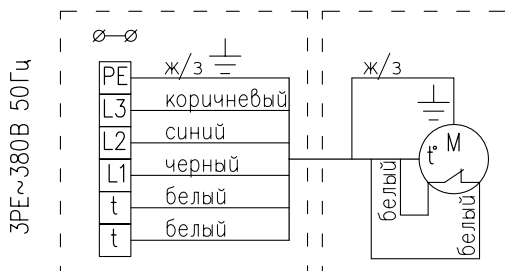 3PE~380В 50Гц
PE ж/з
L3 коричневый
L2 синий
L1 черный
t белый
t белый
ж/з
M
t°
белый
белый